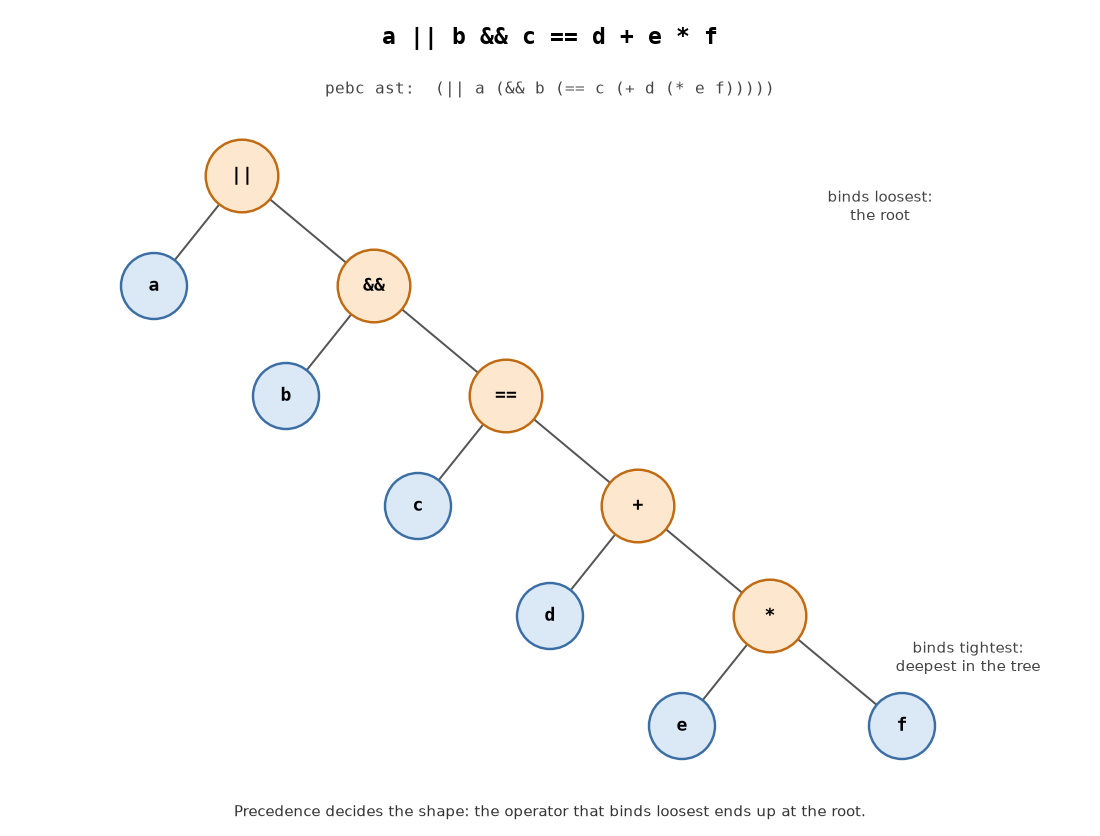 a || b && c == d + e * f
pebc ast:  (|| a (&& b (== c (+ d (* e f)))))
||
binds loosest:
the root
a
&&
b
==
c
+
d
*
binds tightest:
deepest in the tree
e
f
Precedence decides the shape: the operator that binds loosest ends up at the root.